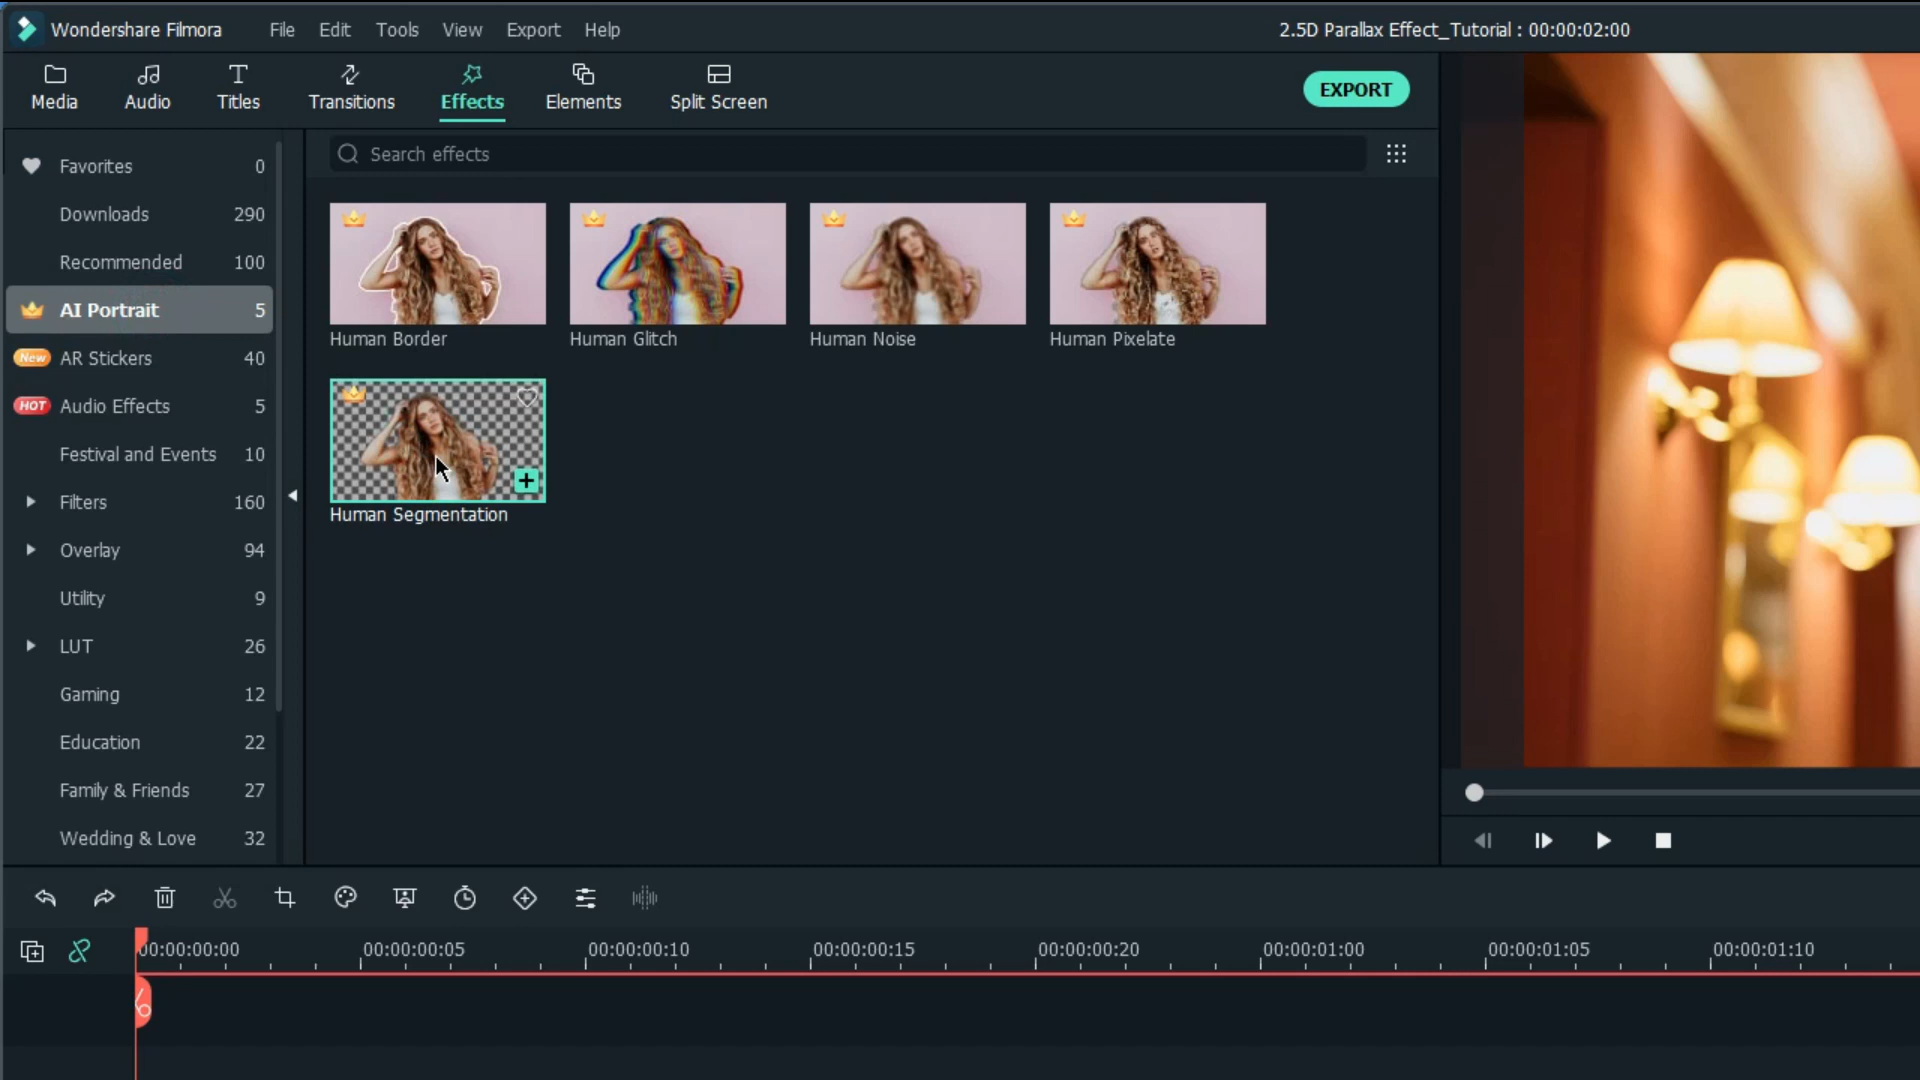 Wondershare Filmora File Edit Tools View Export Help 2.5D Parallax Effect_Tutorial : 00:00:02:00
Media Audio Titles Transitions Effects Elements Split Screen EXPORT
Search effects
Favorites 0
Downloads 290
Recommended 100
AI Portrait 5
New AR Stickers 40
HOT Audio Effects 5
Festival and Events 10
Filters 160
Overlay 94
Utility 9
LUT 26
Gaming 12
Education 22
Family & Friends 27
Wedding & Love 32
Human Border Human Glitch Human Noise Human Pixelate
Human Segmentation
00:00:00:00 00:00:00:05 00:00:00:10 00:00:00:15 00:00:00:20 00:00:01:00 00:00:01:05 00:00:01:10